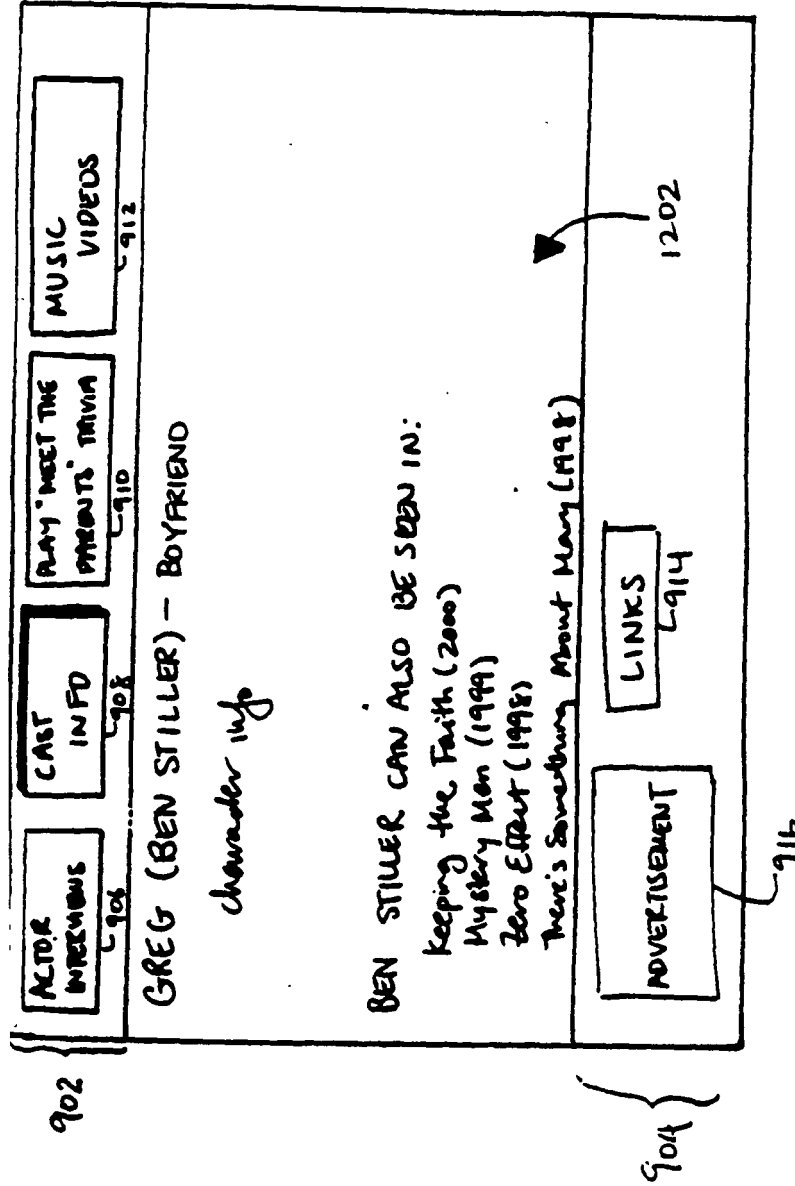 902
ACTOR
INTERVIEWS
906
CAST
INFO
908
PLAY "MEET THE
PARENTS" TRIVIA
910
MUSIC
VIDEOS
912
GREG (BEN STILLER) — BOYFRIEND
character info
BEN STILLER CAN ALSO BE SEEN IN:
Keeping the Faith (2000)
Mystery Men (1999)
Zero Effect (1998)
There's Something About Mary (1998)
1202
904
ADVERTISEMENT
916
LINKS
914